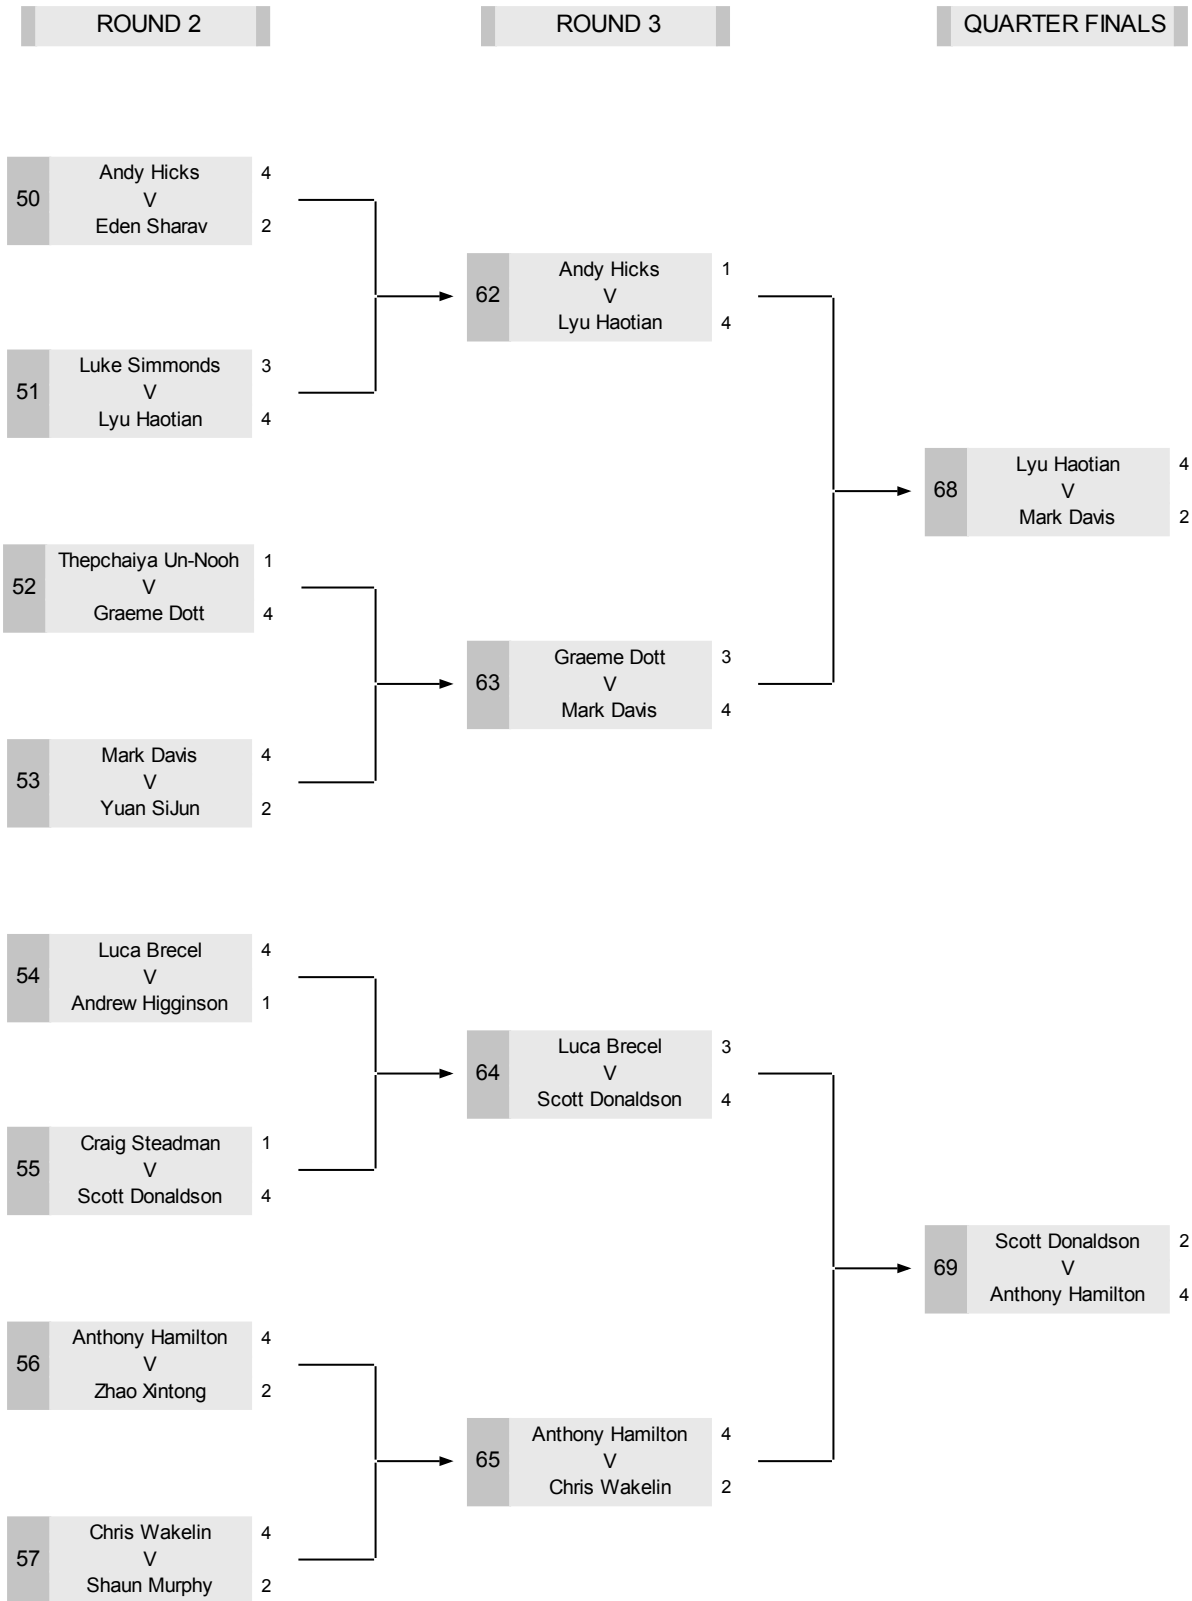 ROUND 2
ROUND 3
QUARTER FINALS
50
Andy Hicks 4
V
Eden Sharav 2
51
Luke Simmonds 3
V
Lyu Haotian 4
62
Andy Hicks 1
V
Lyu Haotian 4
52
Thepchaiya Un-Nooh 1
V
Graeme Dott 4
53
Mark Davis 4
V
Yuan SiJun 2
63
Graeme Dott 3
V
Mark Davis 4
68
Lyu Haotian 4
V
Mark Davis 2
54
Luca Brecel 4
V
Andrew Higginson 1
55
Craig Steadman 1
V
Scott Donaldson 4
64
Luca Brecel 3
V
Scott Donaldson 4
56
Anthony Hamilton 4
V
Zhao Xintong 2
57
Chris Wakelin 4
V
Shaun Murphy 2
65
Anthony Hamilton 4
V
Chris Wakelin 2
69
Scott Donaldson 2
V
Anthony Hamilton 4